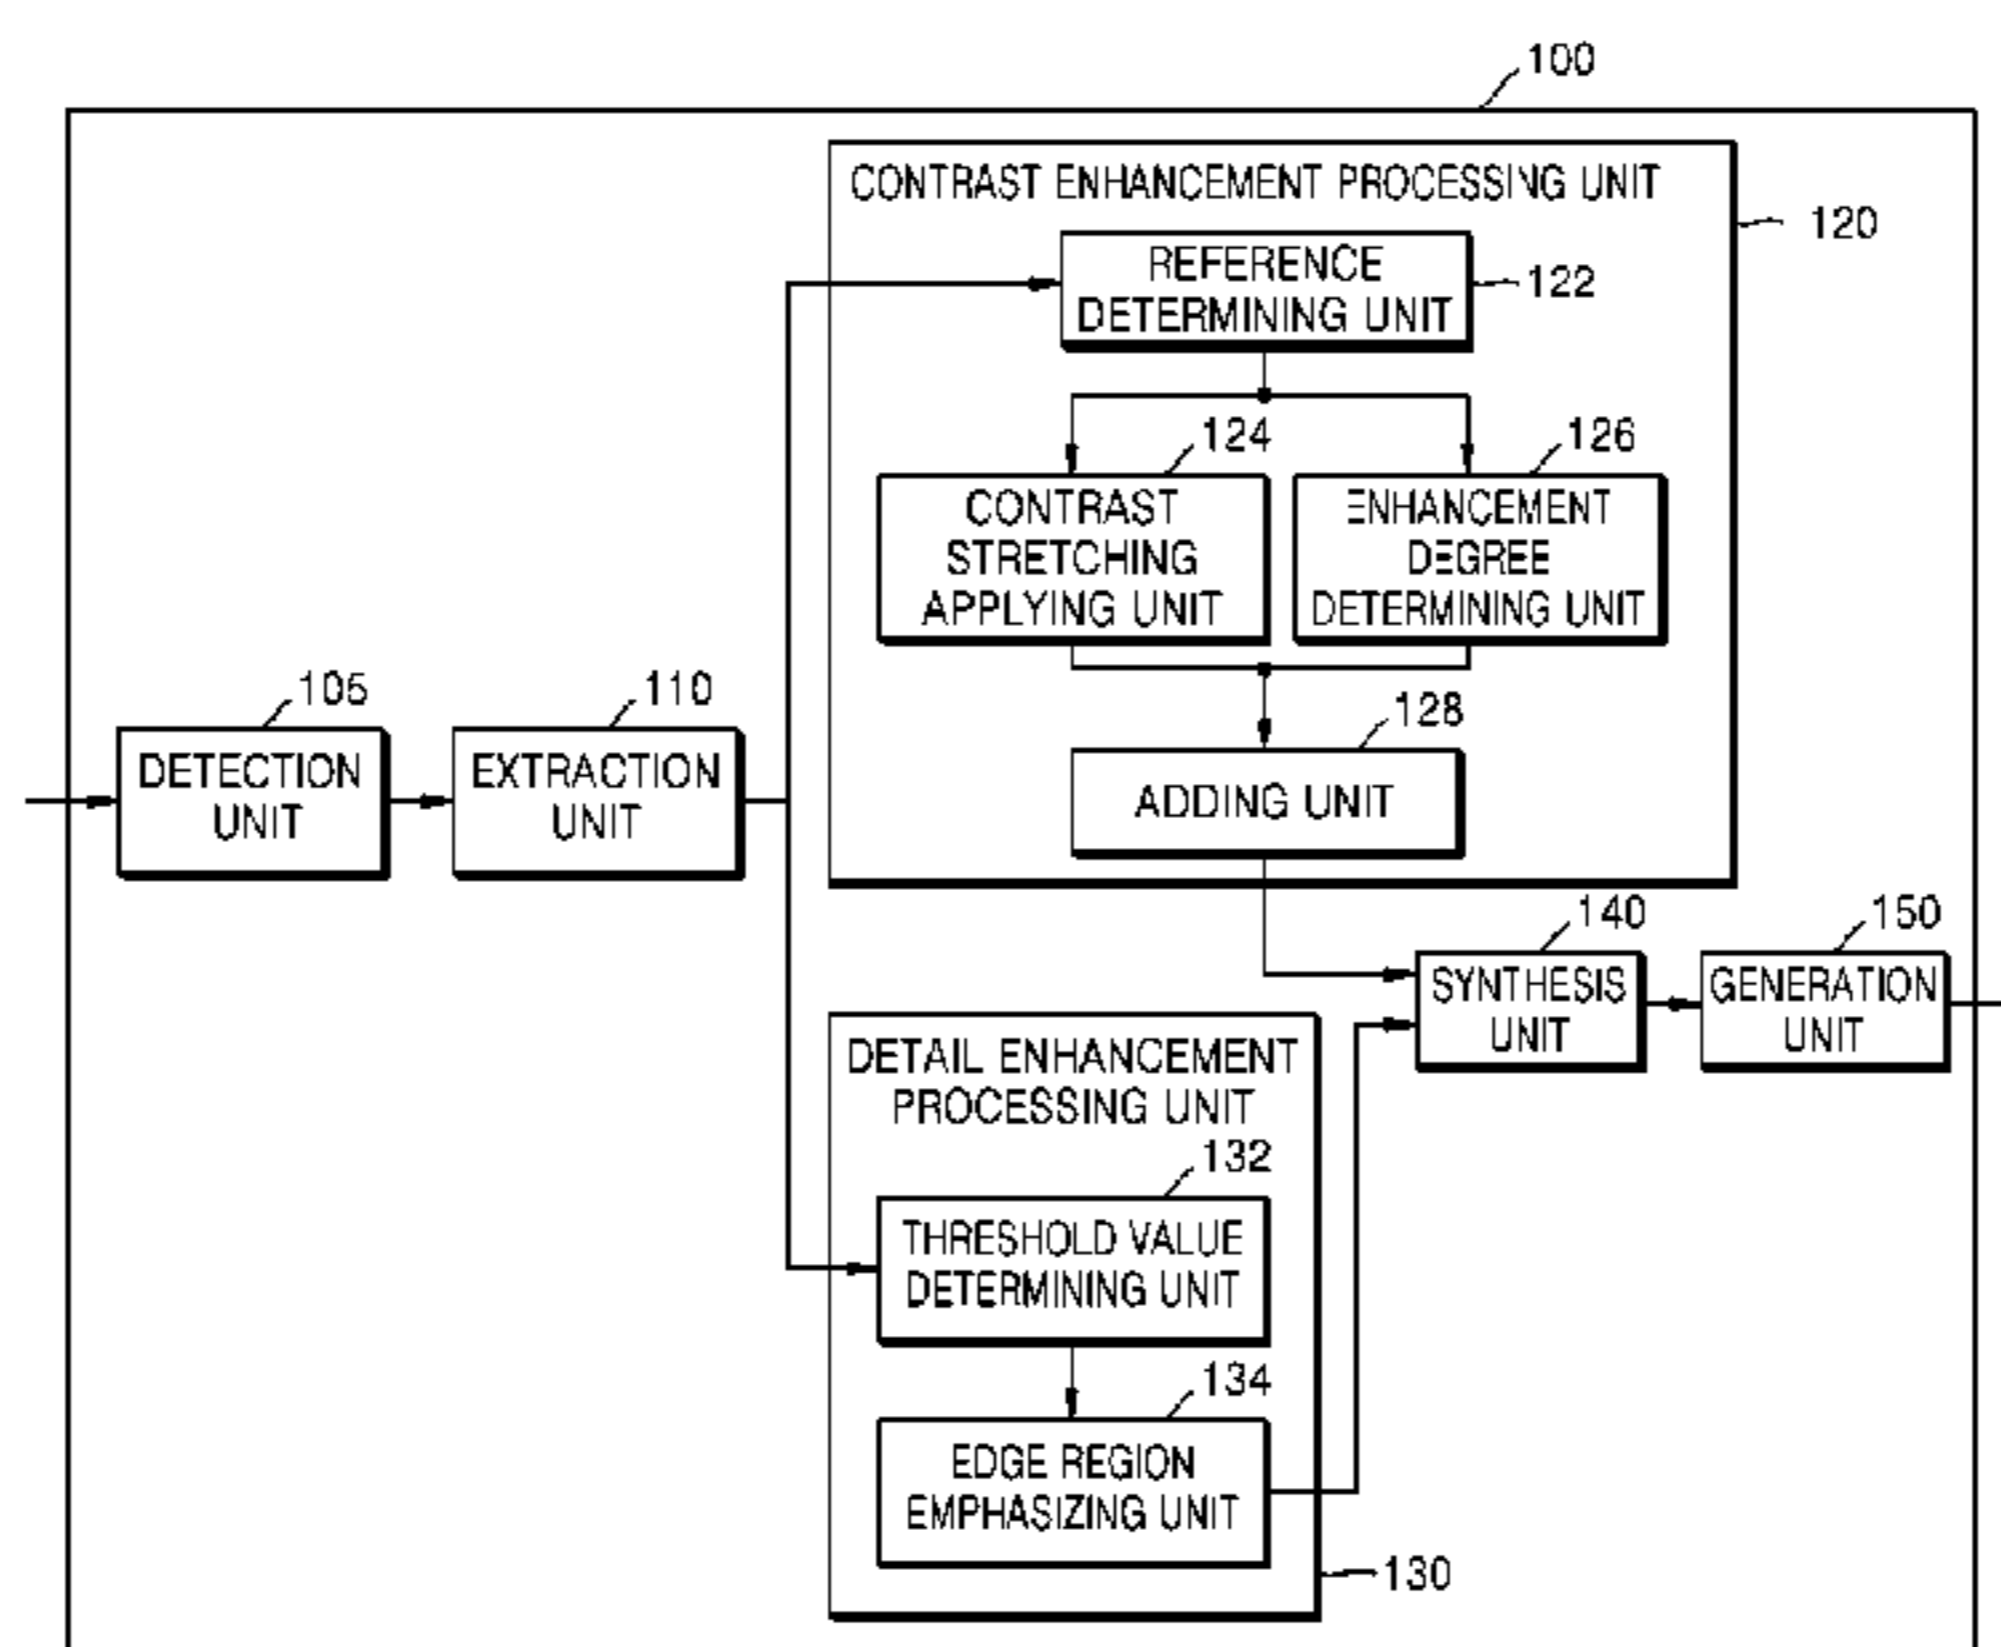 100
CONTRAST ENHANCEMENT PROCESSING UNIT
120
REFERENCE
DETERMINING UNIT
122
124
126
CONTRAST
STRETCHING
APPLYING UNIT
ENHANCEMENT
DEGREE
DETERMINING UNIT
105
110
128
DETECTION
UNIT
EXTRACTION
UNIT
ADDING UNIT
140
150
SYNTHESIS
UNIT
GENERATION
UNIT
DETAIL ENHANCEMENT
PROCESSING UNIT
132
THRESHOLD VALUE
DETERMINING UNIT
134
EDGE REGION
EMPHASIZING UNIT
130